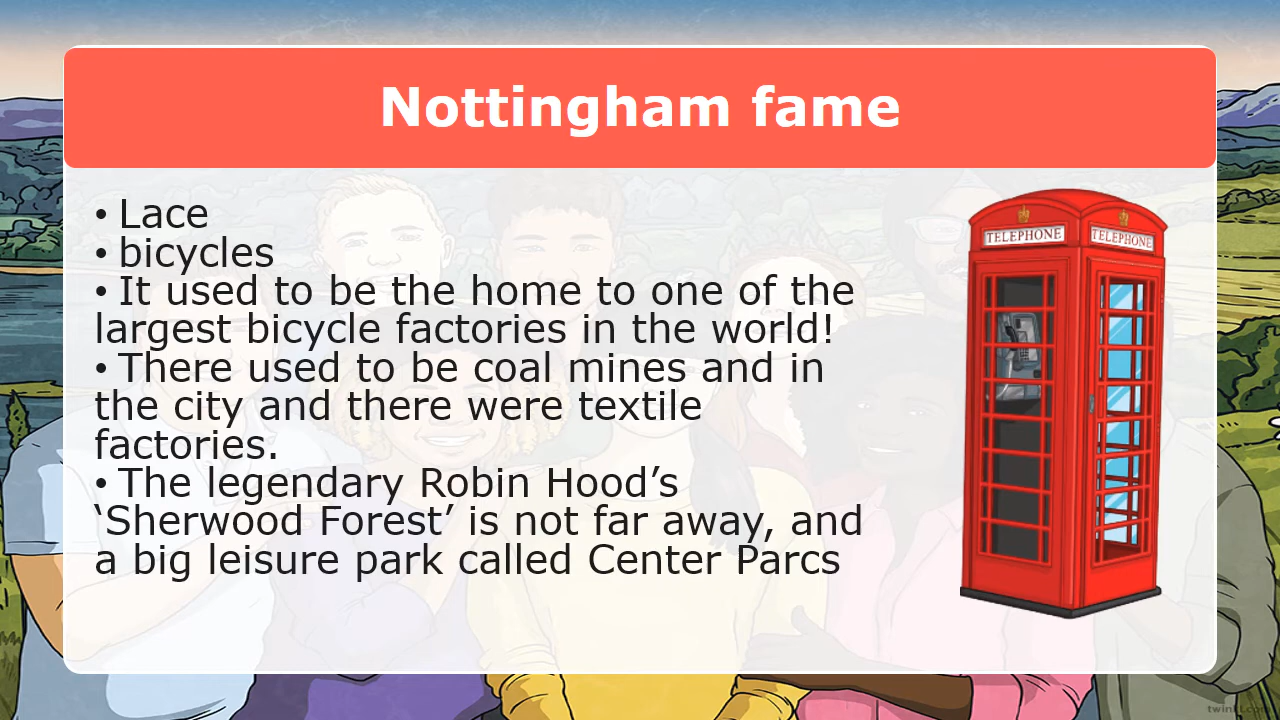 Nottingham fame
• Lace
• bicycles
• It used to be the home to one of the
largest bicycle factories in the world!
• There used to be coal mines and in
the city and there were textile
factories.
• The legendary Robin Hood’s
‘Sherwood Forest’ is not far away, and
a big leisure park called Center Parcs
TELEPHONE
TELEPHONE